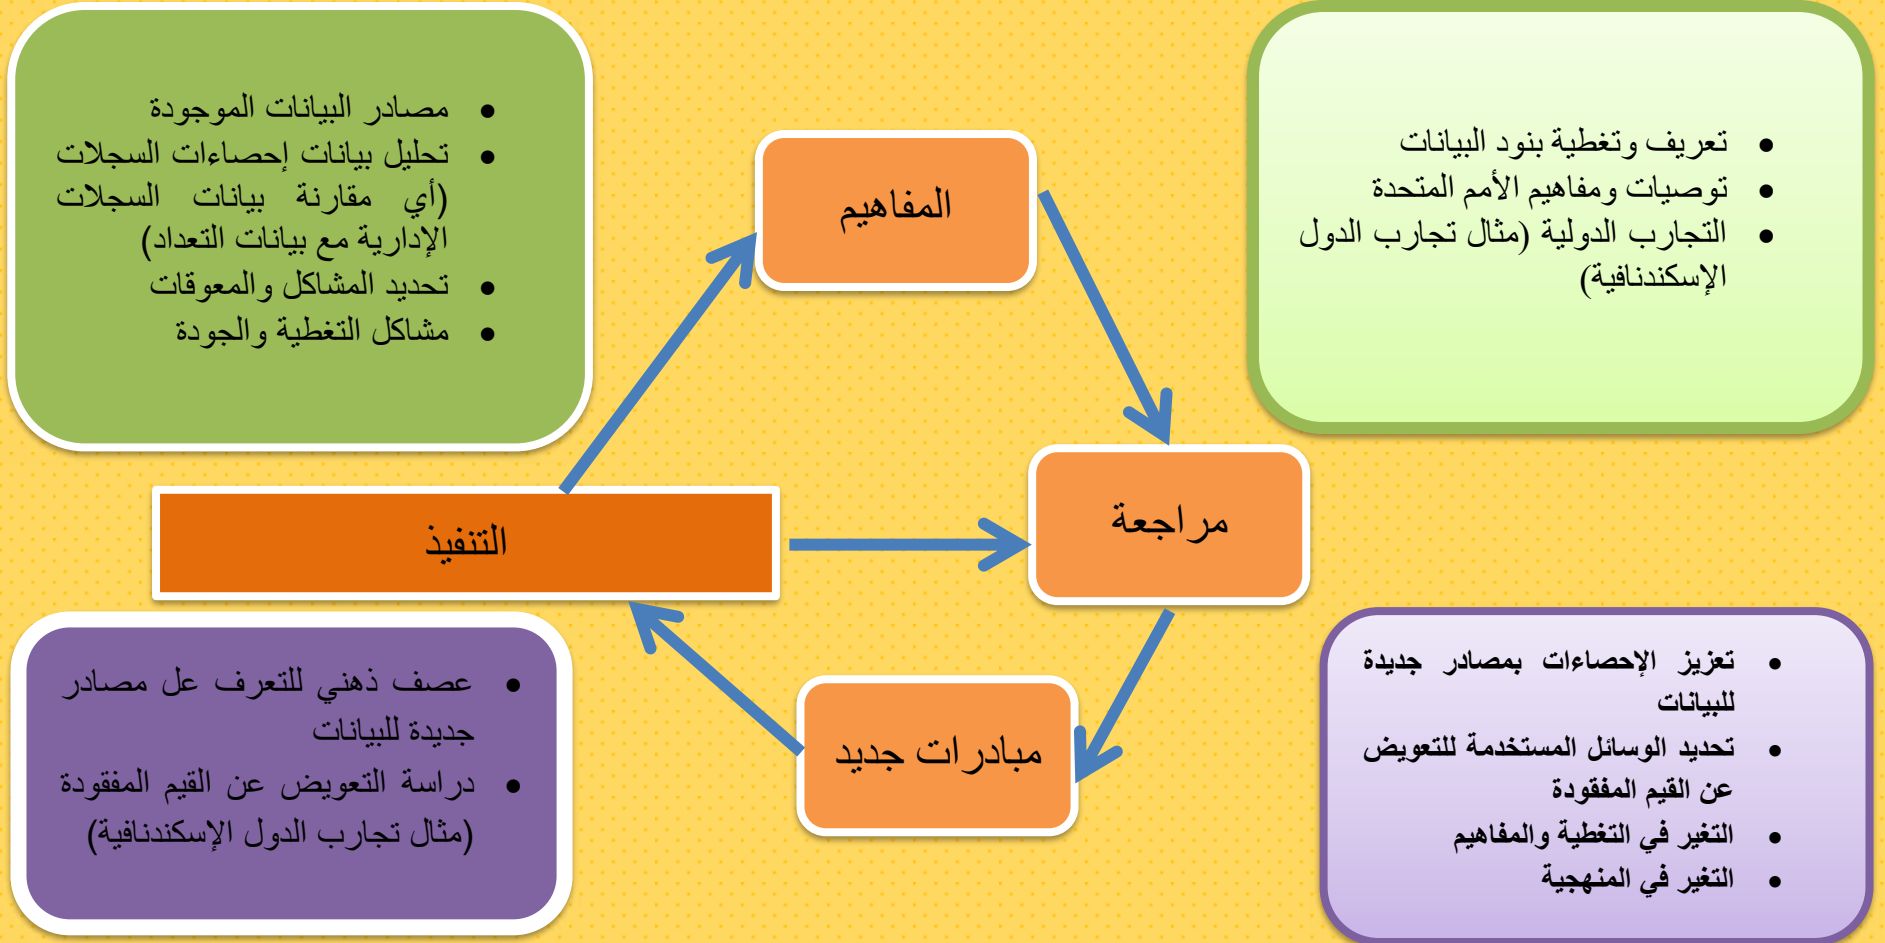 تعريف وتغطية بنود البيانات
توصيات ومفاهيم الأمم المتحدة
التجارب الدولية (مثال تجارب الدول
الإسكندنافية)
مصادر البيانات الموجودة
تحليل بيانات إحصاءات السجلات
(أي مقارنة بيانات السجلات
الإدارية مع بيانات التعداد)
تحديد المشاكل والمعوقات
مشاكل التغطية والجودة
المفاهيم
مراجعة
التنفيذ
مبادرات جديد
تعزيز الإحصاءات بمصادر جديدة
للبيانات
تحديد الوسائل المستخدمة للتعويض
عن القيم المفقودة
التغير في التغطية والمفاهيم
التغير في المنهجية
عصف ذهني للتعرف عل مصادر
جديدة للبيانات
دراسة التعويض عن القيم المفقودة
(مثال تجارب الدول الإسكندنافية)